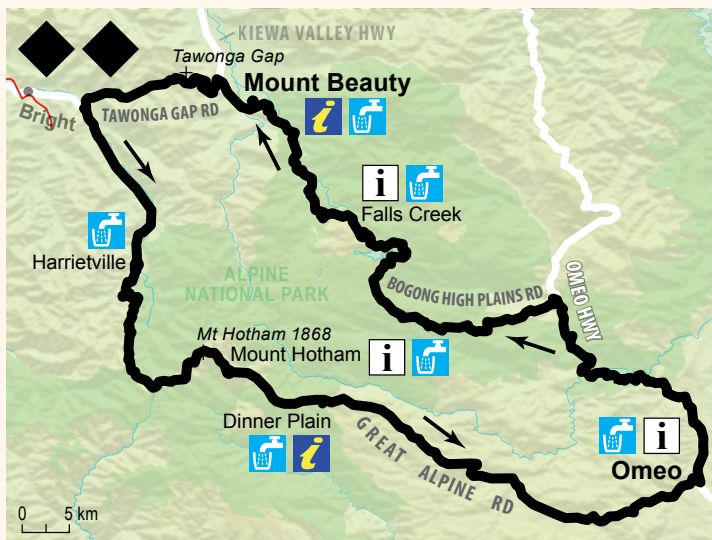 KIEWA VALLEY HWY
Tawonga Gap
Mount Beauty
Bright
TAWONGA GAP RD
i
i
Falls Creek
Harrietville
ALPINE
NATIONAL PARK
BOGONG HIGH PLAINS RD
OMEO HWY
Mt Hotham 1868
Mount Hotham
i
Dinner Plain
i
GREAT ALPINE RD
i
Omeo
0 5 km